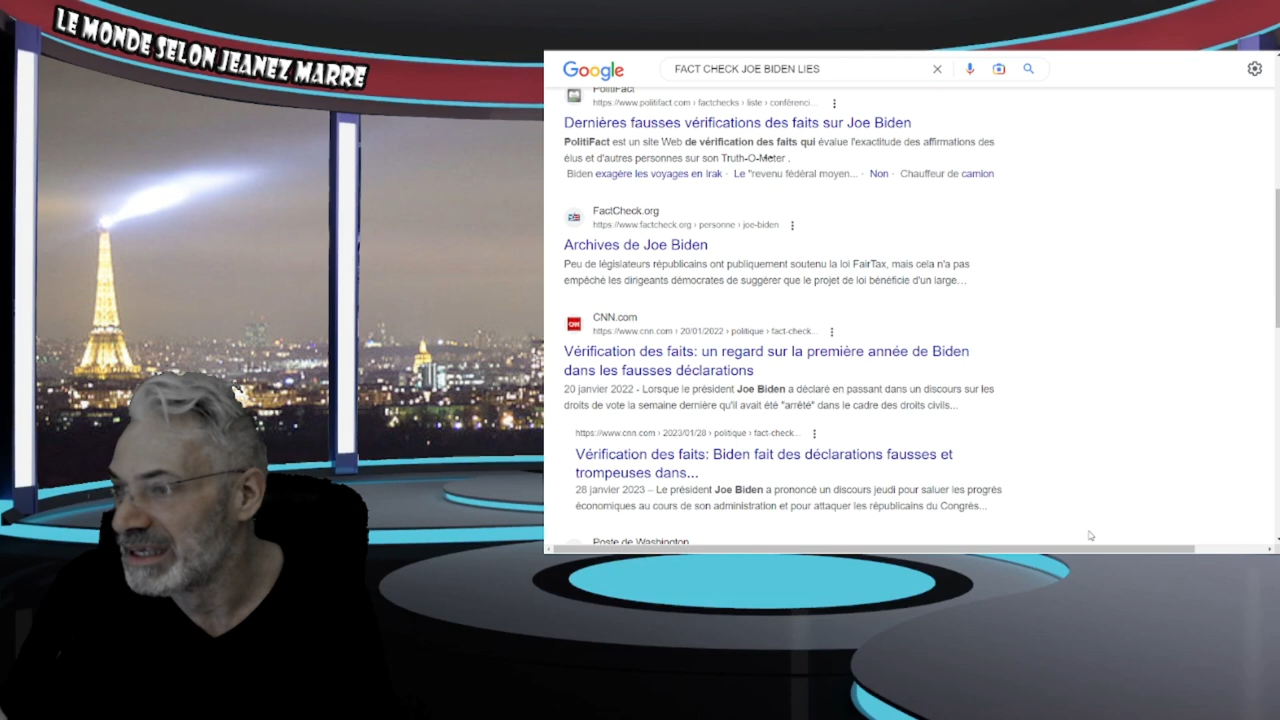 LE MONDE SELON JEANEZ MARRE
Google
FACT CHECK JOE BIDEN LIES
PolitiFact
https://www.politifact.com › factchecks › liste › conférenci...
Dernières fausses vérifications des faits sur Joe Biden
PolitiFact est un site Web de vérification des faits qui évalue l'exactitude des affirmations des
élus et d'autres personnes sur son Truth-O-Meter .
Biden exagère les voyages en Irak · Le "revenu fédéral moyen... · Non · Chauffeur de camion
FactCheck.org
https://www.factcheck.org › personne › joe-biden
Archives de Joe Biden
Peu de législateurs républicains ont publiquement soutenu la loi FairTax, mais cela n'a pas
empêché les dirigeants démocrates de suggérer que le projet de loi bénéficie d'un large...
CNN
CNN.com
https://www.cnn.com › 20/01/2022 › politique › fact-check...
Vérification des faits: un regard sur la première année de Biden
dans les fausses déclarations
20 janvier 2022 - Lorsque le président Joe Biden a déclaré en passant dans un discours sur les
droits de vote la semaine dernière qu'il avait été "arrêté" dans le cadre des droits civils...
https://www.cnn.com › 2023/01/28 › politique › fact-check...
Vérification des faits: Biden fait des déclarations fausses et
trompeuses dans...
28 janvier 2023 – Le président Joe Biden a prononcé un discours jeudi pour saluer les progrès
économiques au cours de son administration et pour attaquer les républicains du Congrès...
Poste de Washington